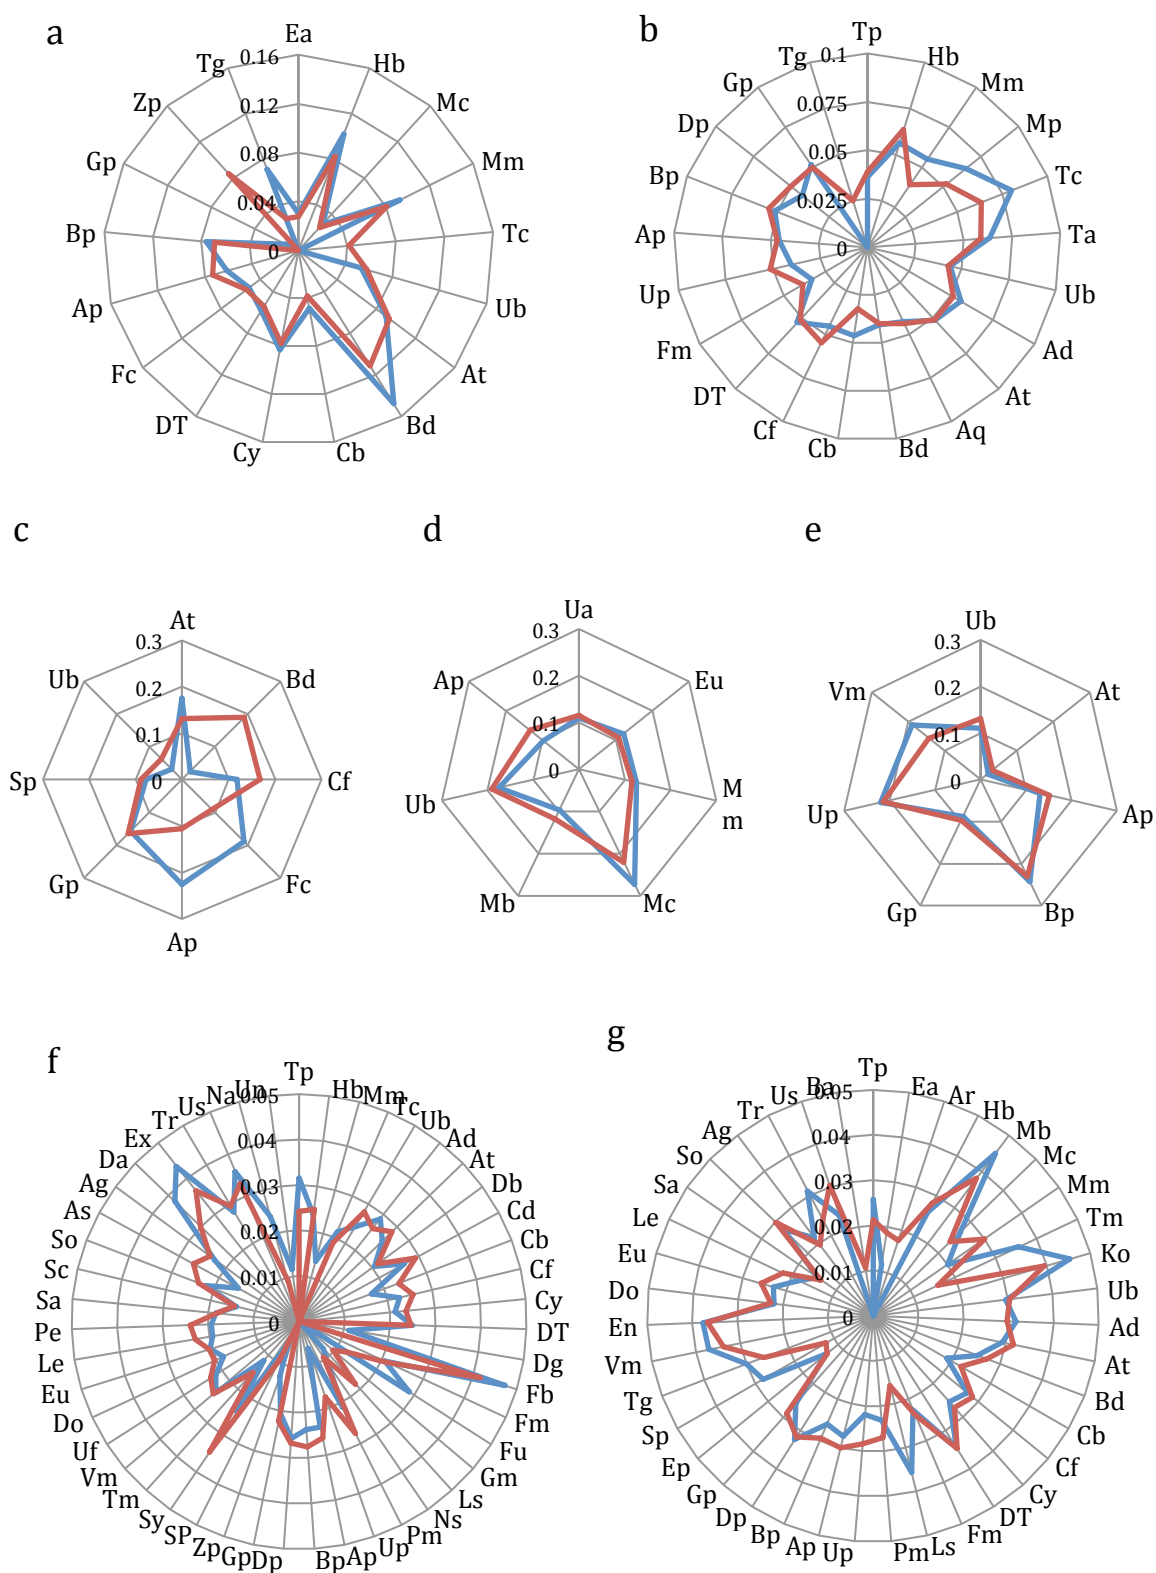 a
Ea
Hb
Mc
Mm
Tc
Ub
At
Bd
Cb
Cy
DT
Fc
Ap
Bp
Gp
Zp
Tg
0.16
0.12
0.08
0.04
0
b
Tp
Hb
Mm
Mp
Tc
Ta
Ub
Ad
At
Aq
Bd
Cb
Cf
DT
Fm
Up
Ap
Bp
Dp
Gp
Tg
0.1
0.075
0.05
0.025
0
c
At
Bd
Cf
Fc
Ap
Gp
Sp
Ub
0.3
0.2
0.1
0
d
Ua
Eu
M
m
Mc
Mb
Ub
Ap
0.3
0.2
0.1
0
e
Ub
At
Ap
Bp
Gp
Up
Vm
0.3
0.2
0.1
0
f
Tp
Hb
Mm
Tc
Ub
Ad
At
Db
Cd
Cb
Cf
Cy
DT
Dg
Fb
Fm
Fu
Gm
Ls
Ns
Pm
Up
Ap
Bp
Dp
Gp
Zp
SP
Sy
Tm
Vm
Uf
Do
Eu
Le
Pe
Sa
Sc
So
As
Ag
Da
Ex
Tr
Us
Na
Un
0.05
0.04
0.03
0.02
0.01
0
g
Tp
Ea
Ar
Hb
Mb
Mc
Mm
Tm
Ko
Ub
Ad
At
Bd
Cb
Cf
Cy
DT
Fm
Ls
Pm
Up
Ap
Bp
Dp
Gp
Ep
Sp
Tg
Vm
En
Do
Eu
Le
Sa
So
Ag
Tr
Us
Ba
0.05
0.04
0.03
0.02
0.01
0